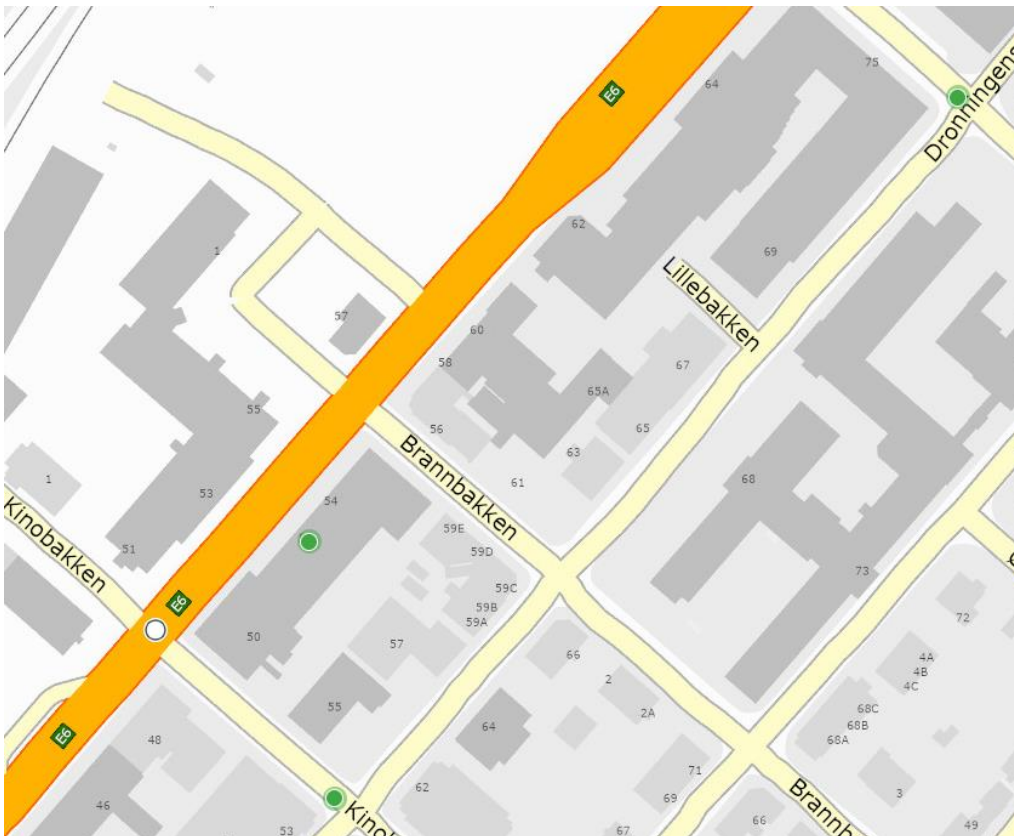 64
75
E6
Dronningens
62
1
69
Lillebakken
57
60
58
67
65A
55
56
65
63
Brannbakken
61
68
1
53
54
Kinobakken
59E
51
59D
73
59C
E6
59B
72
59A
50
57
66
4A
4B
2
4C
55
2A
68C
64
68B
E6
48
68A
71
62
69
3
Brannb
46
Kino
53
67
66
49